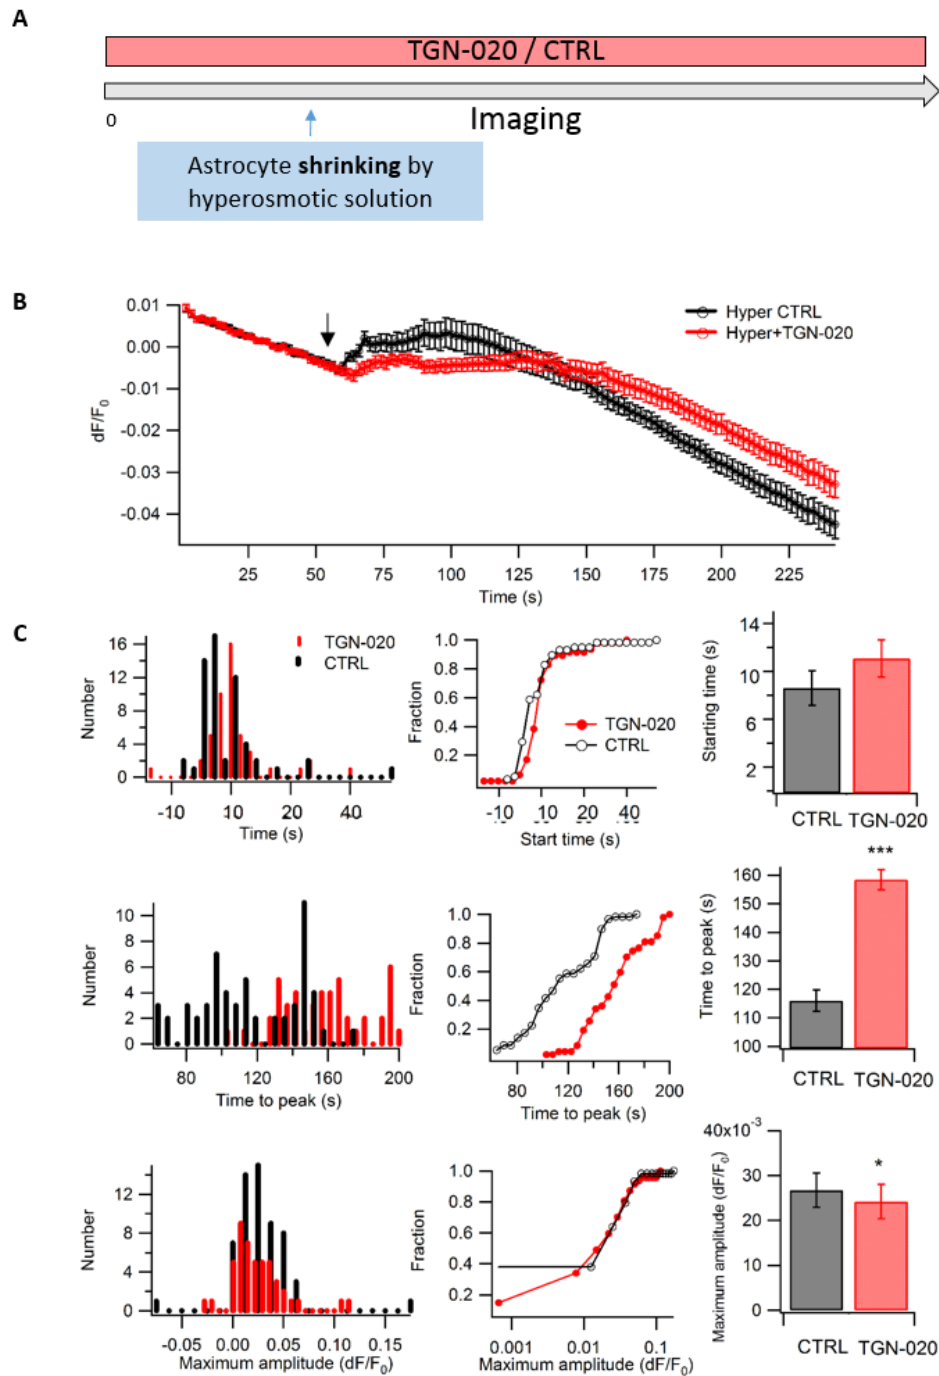 A
TGN-020 / CTRL
0
Imaging
Astrocyte shrinking by
hyperosmotic solution
B
0.01
0.00
-0.01
-0.02
-0.03
-0.04
dF/F0
Hyper CTRL
Hyper+TGN-020
25 50 75 100 125 150 175 200 225
Time (s)
C
16
12
8
4
0
Number
TGN-020
CTRL
-10 10 20 40
Time (s)
1.0
0.8
0.6
0.4
0.2
Fraction
TGN-020
CTRL
-10 10 20 40
Start time (s)
14
10
6
2
Starting time (s)
CTRL TGN-020
10
8
6
4
2
0
Number
80 120 160 200
Time to peak (s)
1.0
0.8
0.6
0.4
0.2
Fraction
80 120 160 200
Time to peak (s)
***
160
150
140
130
120
110
100
Time to peak (s)
CTRL TGN-020
12
8
4
0
Number
-0.05 0.00 0.05 0.10 0.15
Maximum amplitude (dF/F0)
1.0
0.8
0.6
0.4
0.2
Fraction
0.001 0.01 0.1
Maximum amplitude (dF/F0)
40x10-3
30
20
10
0
Maximum amplitude (dF/F0)
*
CTRL TGN-020